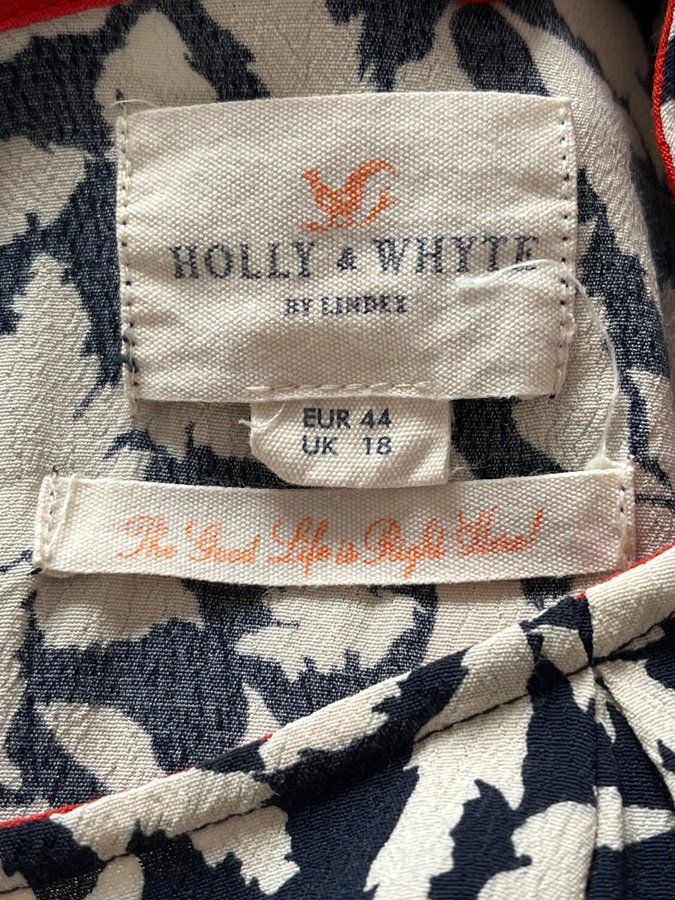 HOLLY & WHYTE
BY LINDEX
EUR 44
UK 18
The Good Life is Right Here!